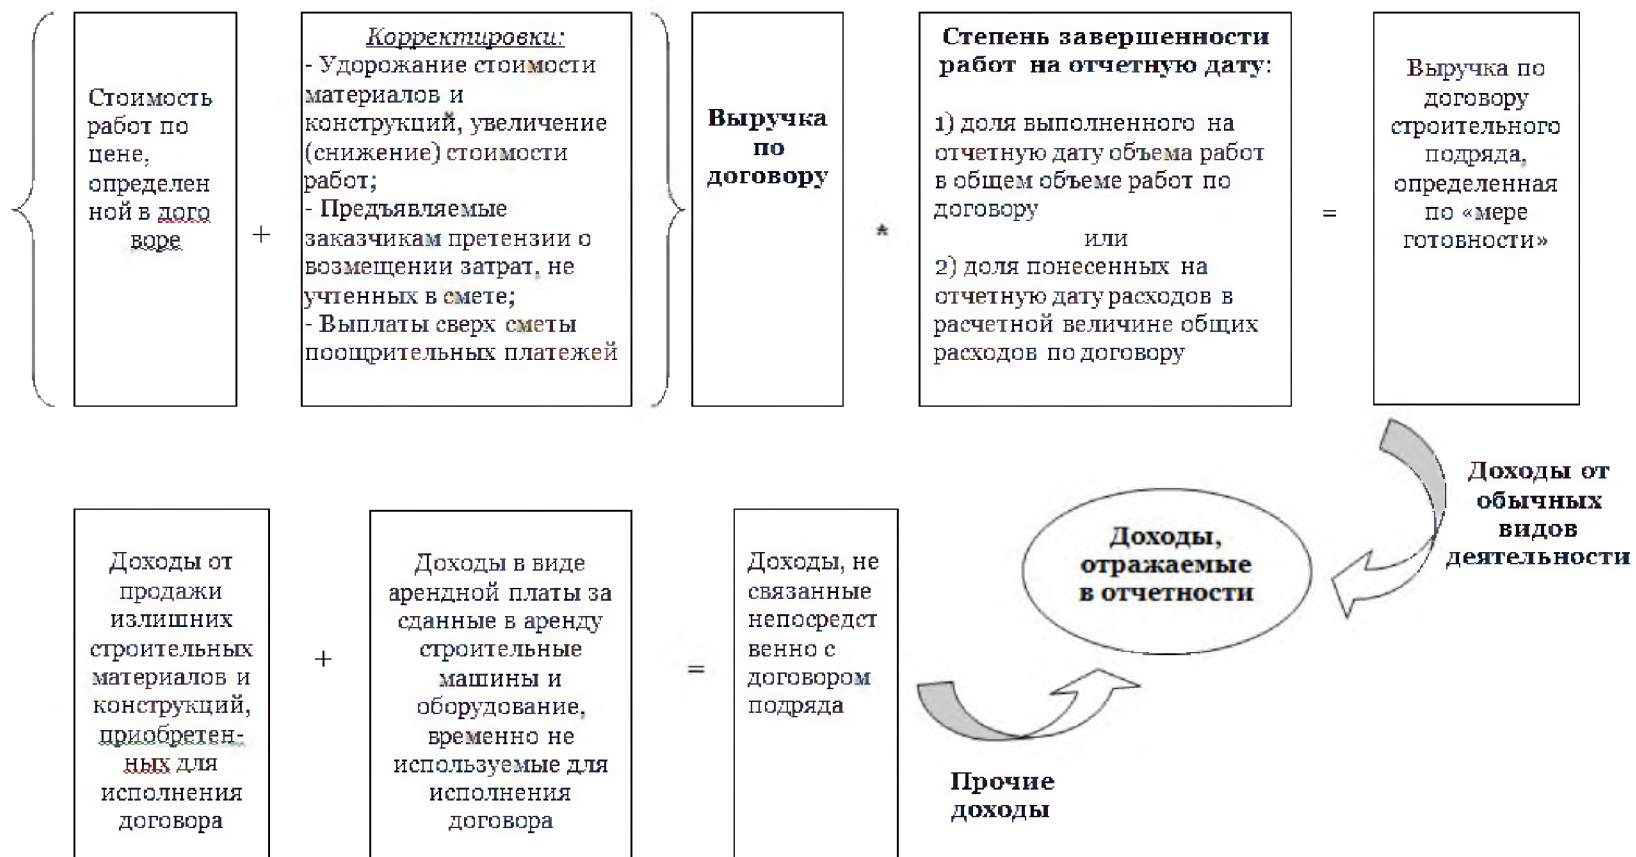 Стоимость
работ по
цене,
определен
ной в дого
воре
+
Корректировки:
- Удорожание стоимости
материалов и
конструкций, увеличение
(снижение) стоимости
работ;
- Предъявляемые
заказчикам претензии о
возмещении затрат, не
учтенных в смете;
- Выплаты сверх сметы
поощрительных платежей
Выручка
по
договору
*
Степень завершенности
работ на отчетную дату:
1) доля выполненного на
отчетную дату объема работ
в общем объеме работ по
договору
или
2) доля понесенных на
отчетную дату расходов в
расчетной величине общих
расходов по договору
=
Выручка по
договору
строительного
подряда,
определенная
по «мере
готовности»
Доходы от
обычных
видов
деятельности
Доходы,
отражаемые
в отчетности
Доходы от
продажи
излишних
строительных
материалов и
конструкций,
приобретен-
ных для
исполнения
договора
+
Доходы в виде
арендной платы за
сданные в аренду
строительные
машины и
оборудование,
временно не
используемые для
исполнения
договора
=
Доходы, не
связанные
непосредст
венно с
договором
подряда
Прочие
доходы